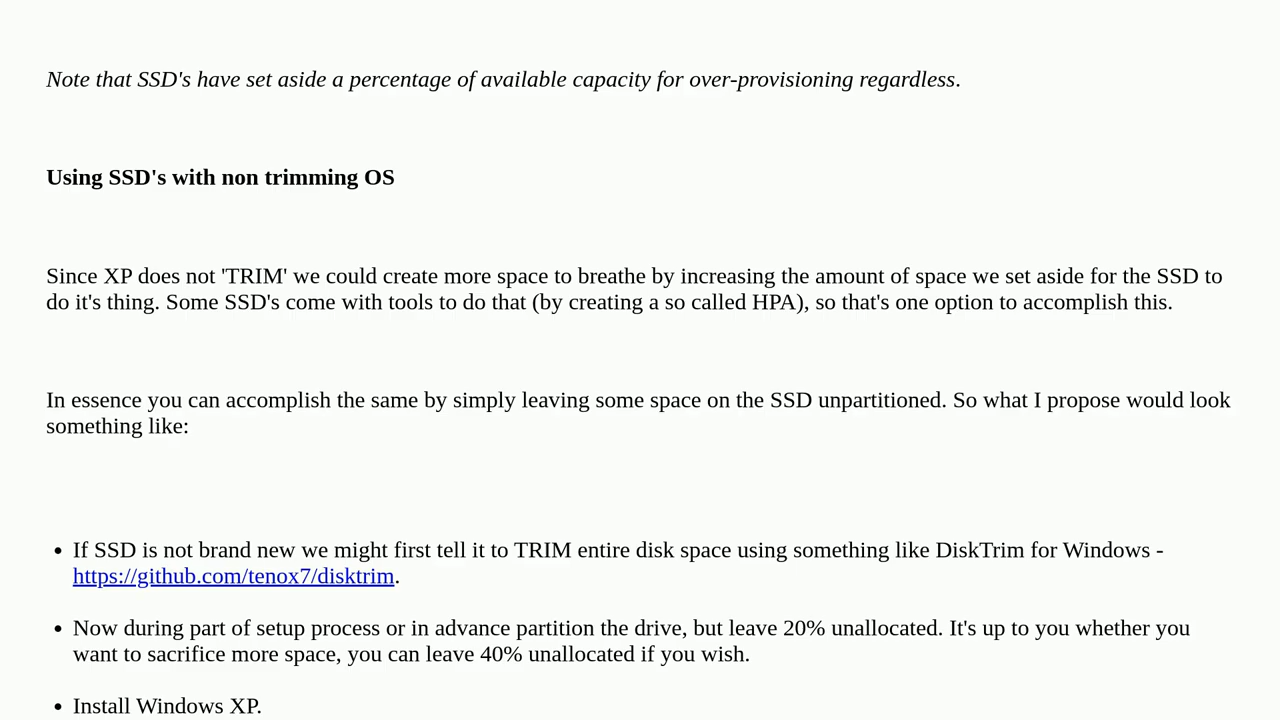 Note that SSD's have set aside a percentage of available capacity for over-provisioning regardless.
Using SSD's with non trimming OS
Since XP does not 'TRIM' we could create more space to breathe by increasing the amount of space we set aside for the SSD to
do it's thing. Some SSD's come with tools to do that (by creating a so called HPA), so that's one option to accomplish this.
In essence you can accomplish the same by simply leaving some space on the SSD unpartitioned. So what I propose would look
something like:
• If SSD is not brand new we might first tell it to TRIM entire disk space using something like DiskTrim for Windows -
https://github.com/tenox7/disktrim.
• Now during part of setup process or in advance partition the drive, but leave 20% unallocated. It's up to you whether you
want to sacrifice more space, you can leave 40% unallocated if you wish.
• Install Windows XP.